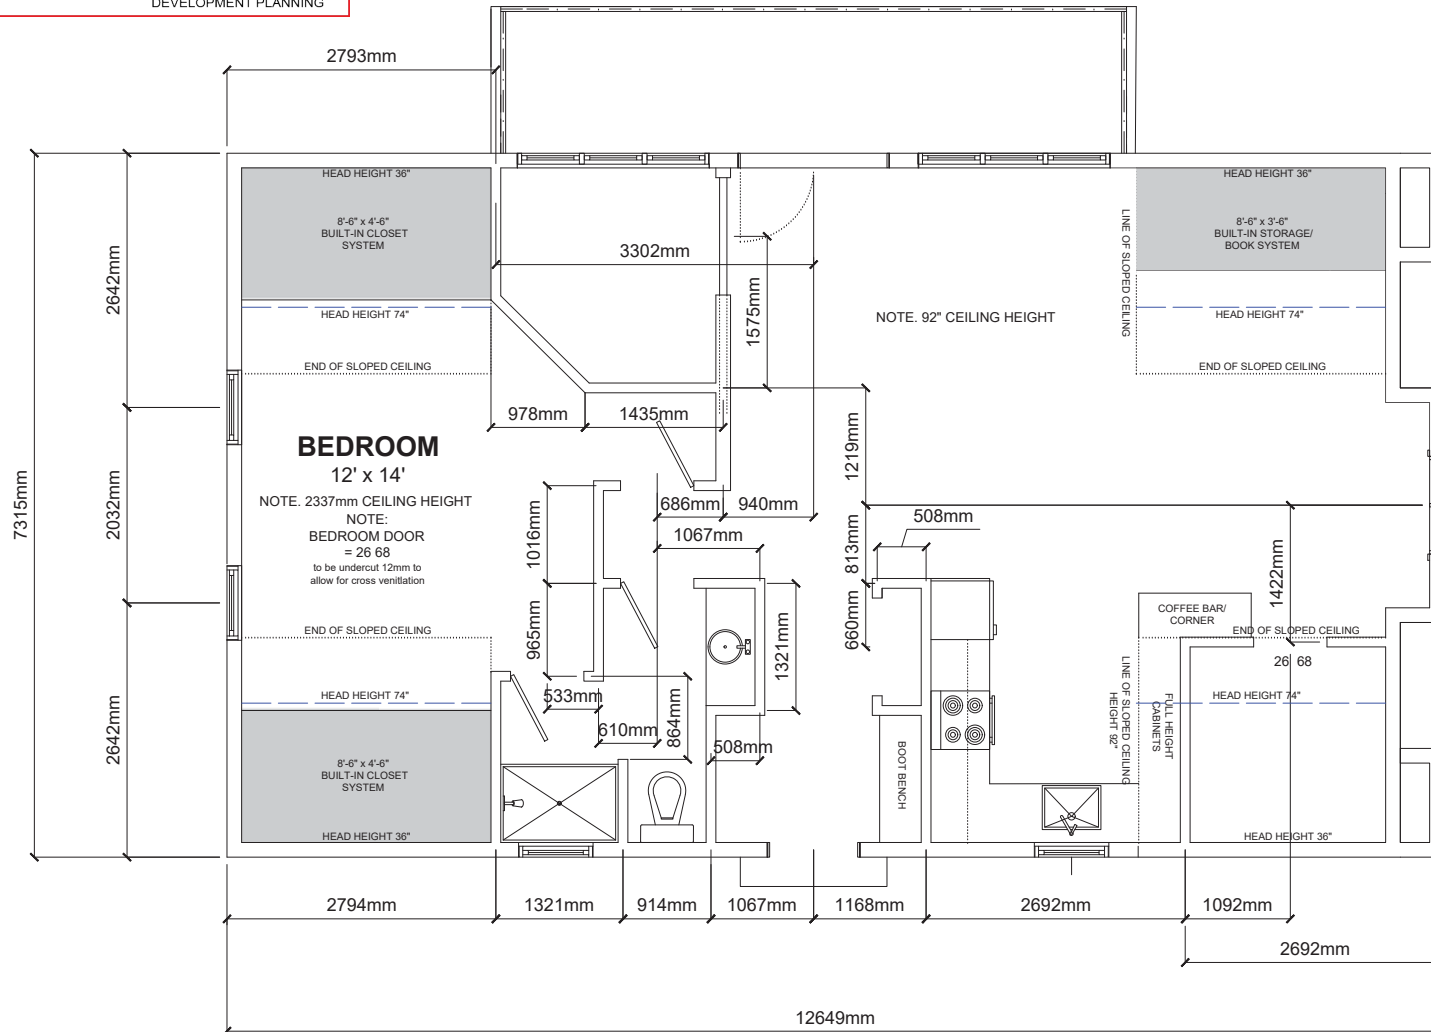 DEVELOPMENT PLANNING
2793mm
HEAD HEIGHT 36"
8'-6" x 4'-6"
BUILT-IN CLOSET
SYSTEM
HEAD HEIGHT 74"
END OF SLOPED CEILING
2642mm
7315mm
2032mm
2642mm
3302mm
1575mm
978mm
1435mm
NOTE. 92" CEILING HEIGHT
LINE OF SLOPED CEILING
HEAD HEIGHT 36"
8'-6" x 3'-6"
BUILT-IN STORAGE/
BOOK SYSTEM
HEAD HEIGHT 74"
END OF SLOPED CEILING
BEDROOM
12' x 14'
NOTE. 2337mm CEILING HEIGHT
NOTE:
BEDROOM DOOR
= 26 68
to be undercut 12mm to
allow for cross venitlation
END OF SLOPED CEILING
HEAD HEIGHT 74"
8'-6" x 4'-6"
BUILT-IN CLOSET
SYSTEM
HEAD HEIGHT 36"
1016mm
965mm
533mm
610mm
864mm
686mm
940mm
1067mm
1321mm
508mm
1219mm
813mm
660mm
508mm
BOOT BENCH
1422mm
COFFEE BAR/
CORNER
END OF SLOPED CEILING
26 68
HEAD HEIGHT 74"
LINE OF SLOPED CEILING
HEIGHT 92"
FULL HEIGHT
CABINETS
HEAD HEIGHT 36"
2794mm
1321mm
914mm
1067mm
1168mm
2692mm
1092mm
2692mm
12649mm